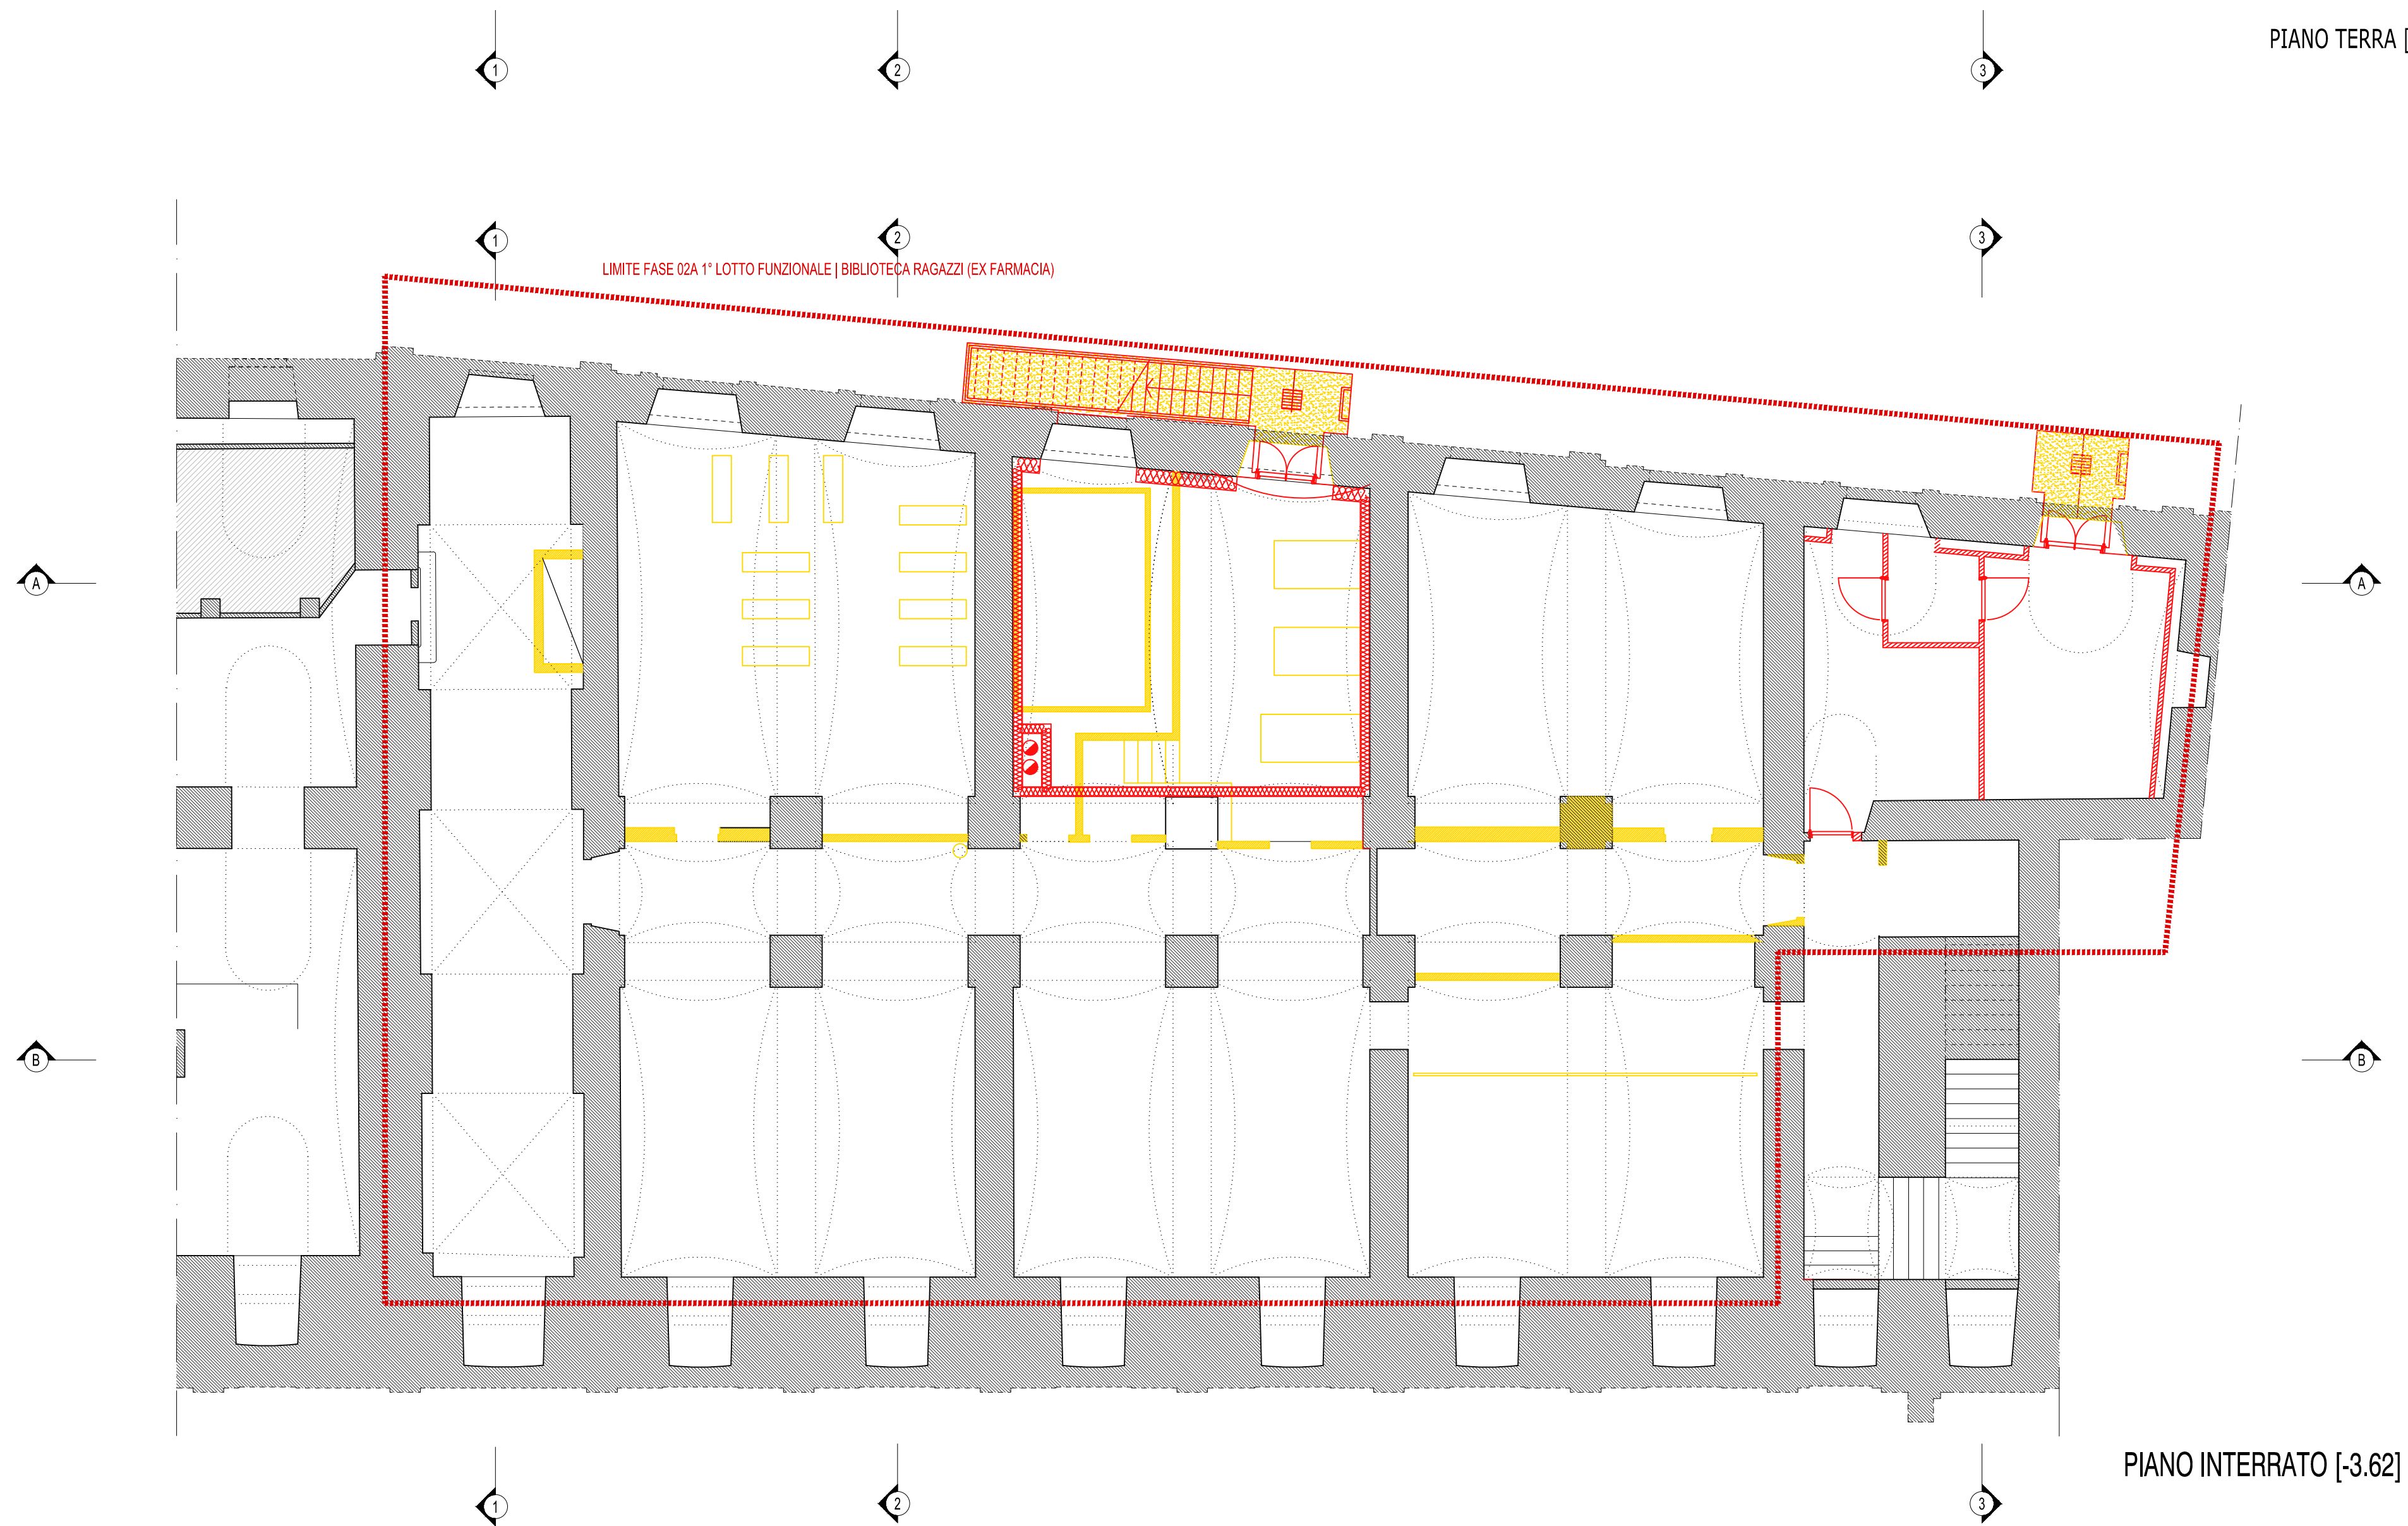 PIANO TERRA [
1
2
3
1
2
3
LIMITE FASE 02A 1° LOTTO FUNZIONALE | BIBLIOTECA RAGAZZI (EX FARMACIA)
A
A
B
B
PIANO INTERRATO [-3.62]
1
2
3